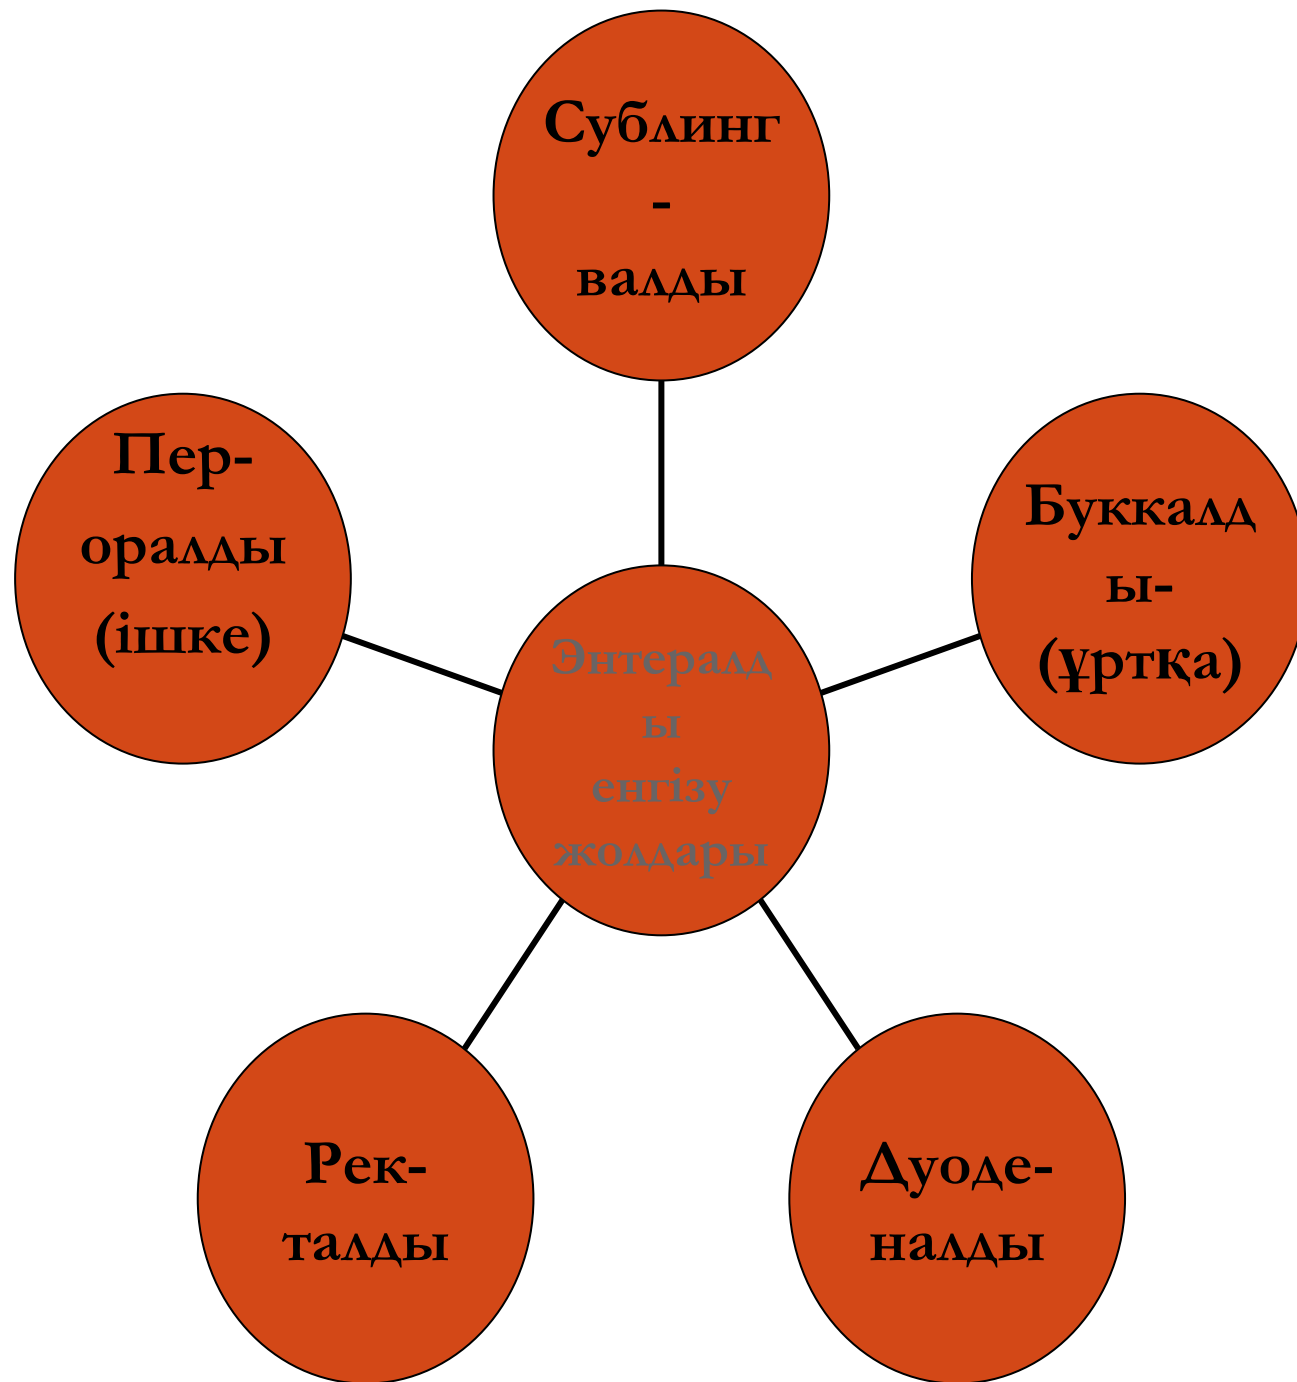 Сублинг
-
валды
Пер-
оралды
(ішке)
Буккалд
ы-
(ұртқа)
Энтералд
ы
енгізу
жолдары
Рек-
талды
Дуоде-
налды